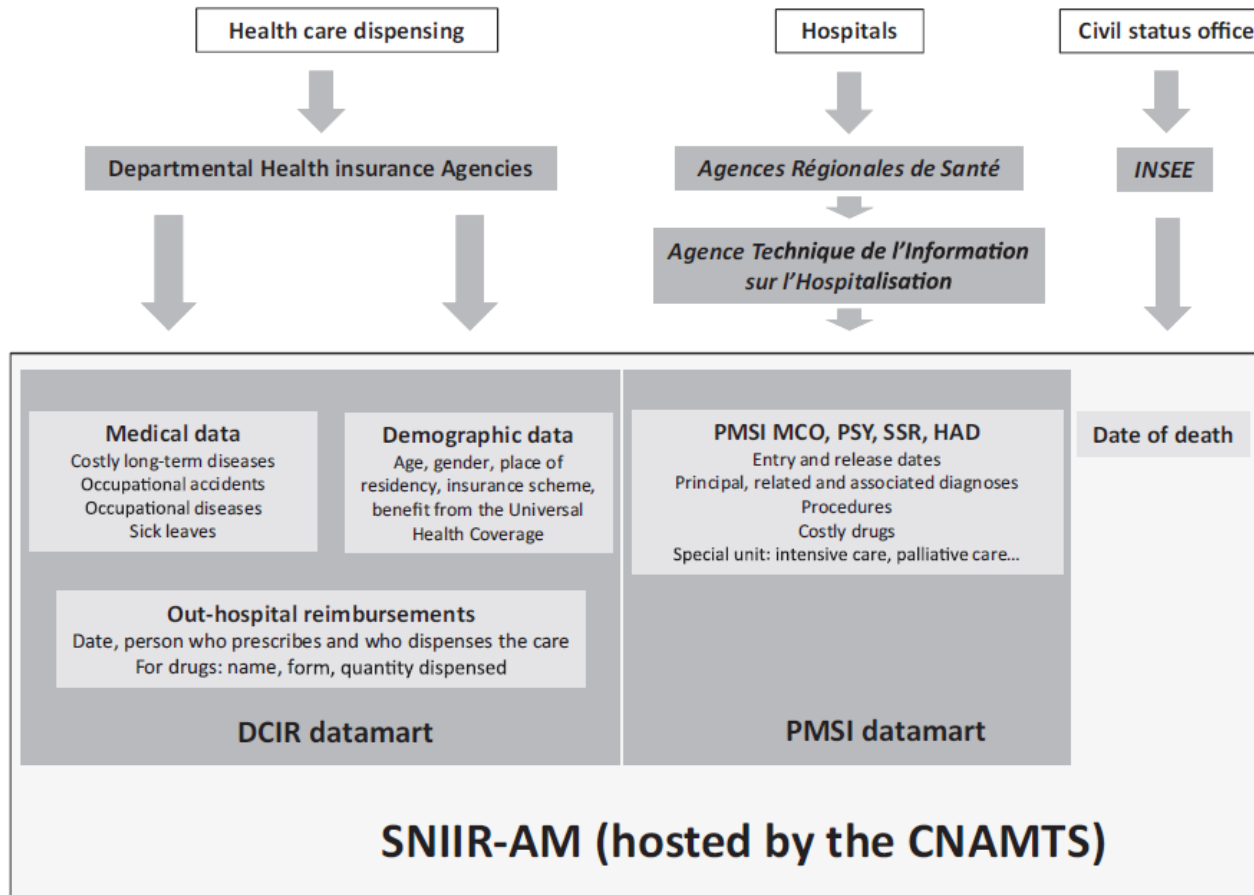 Health care dispensing
Hospitals
Civil status office
Departmental Health insurance Agencies
Agences Régionales de Santé
INSEE
Agence Technique de l'Information
sur l'Hospitalisation
Medical data
Costly long-term diseases
Occupational accidents
Occupational diseases
Sick leaves
Demographic data
Age, gender, place of
residency, insurance scheme,
benefit from the Universal
Health Coverage
PMSI MCO, PSY, SSR, HAD
Entry and release dates
Principal, related and associated diagnoses
Procedures
Costly drugs
Special unit: intensive care, palliative care…
Date of death
Out-hospital reimbursements
Date, person who prescribes and who dispenses the care
For drugs: name, form, quantity dispensed
DCIR datamart
PMSI datamart
SNIIR-AM (hosted by the CNAMTS)